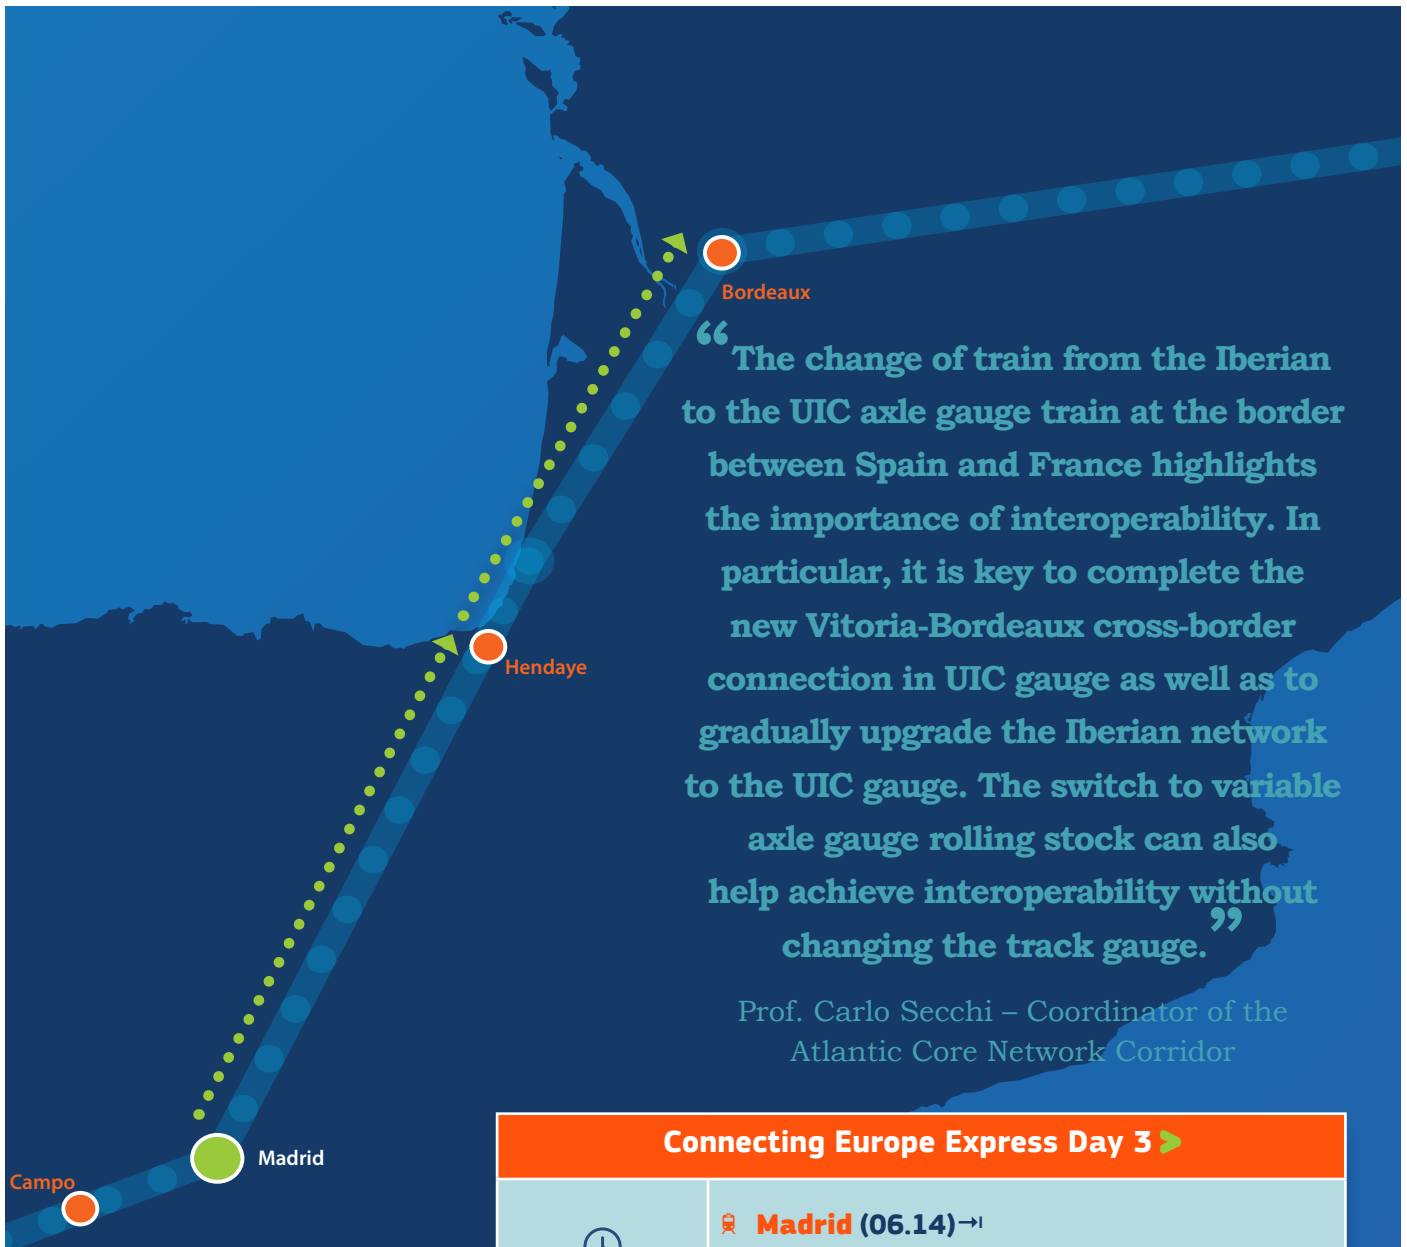 Bordeaux
“The change of train from the Iberian
to the UIC axle gauge train at the border
between Spain and France highlights
the importance of interoperability. In
particular, it is key to complete the
new Vitoria-Bordeaux cross-border
connection in UIC gauge as well as to
gradually upgrade the Iberian network
to the UIC gauge. The switch to variable
axle gauge rolling stock can also
help achieve interoperability without
changing the track gauge.”
Prof. Carlo Secchi – Coordinator of the
Atlantic Core Network Corridor
Hendaye
Madrid
Campo
Connecting Europe Express Day 3 >
Madrid (06.14)